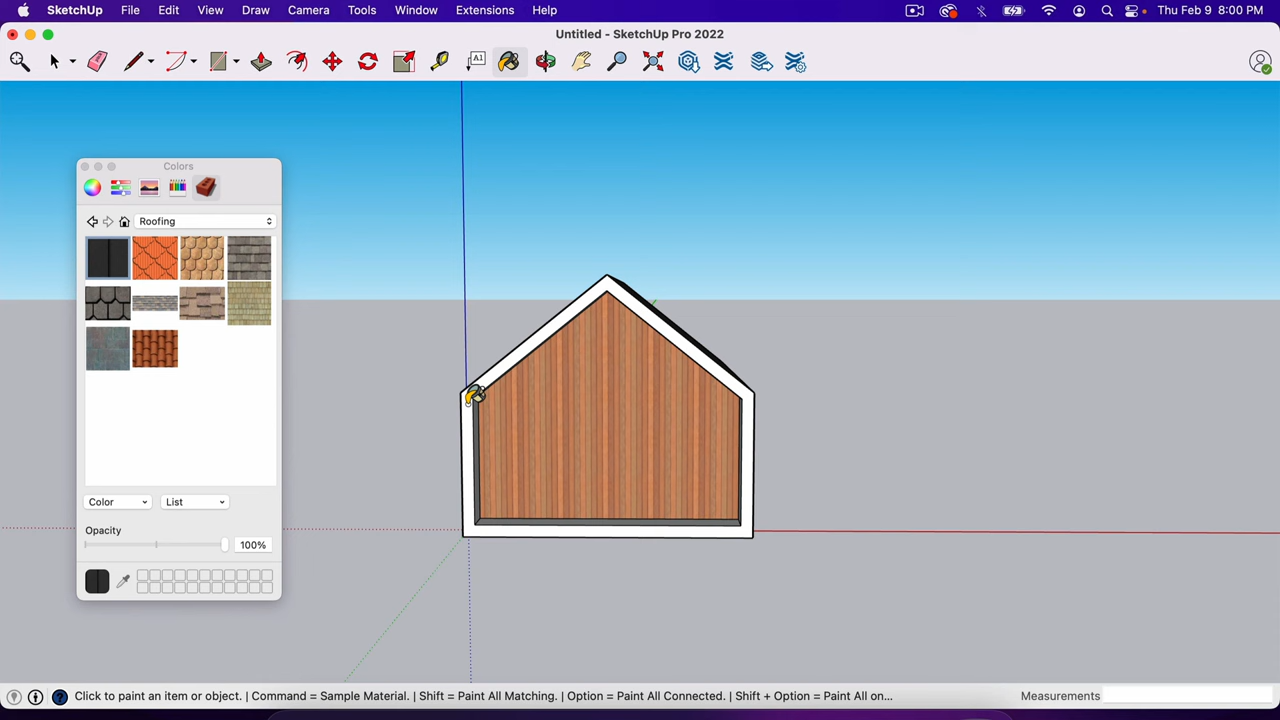 SketchUp File Edit View Draw Camera Tools Window Extensions Help Thu Feb 9 8:00 PM
Untitled - SketchUp Pro 2022
A1
Colors
Roofing
Color List
Opacity
100%
Click to paint an item or object. | Command = Sample Material. | Shift = Paint All Matching. | Option = Paint All Connected. | Shift + Option = Paint All on... Measurements